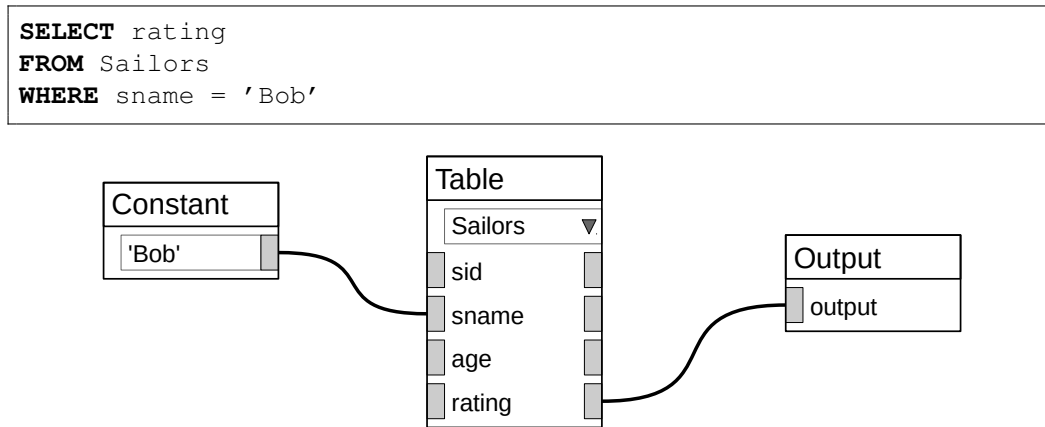 SELECT rating
FROM Sailors
WHERE sname = 'Bob'
Constant
'Bob'
Table
Sailors
sid
sname
age
rating
Output
output